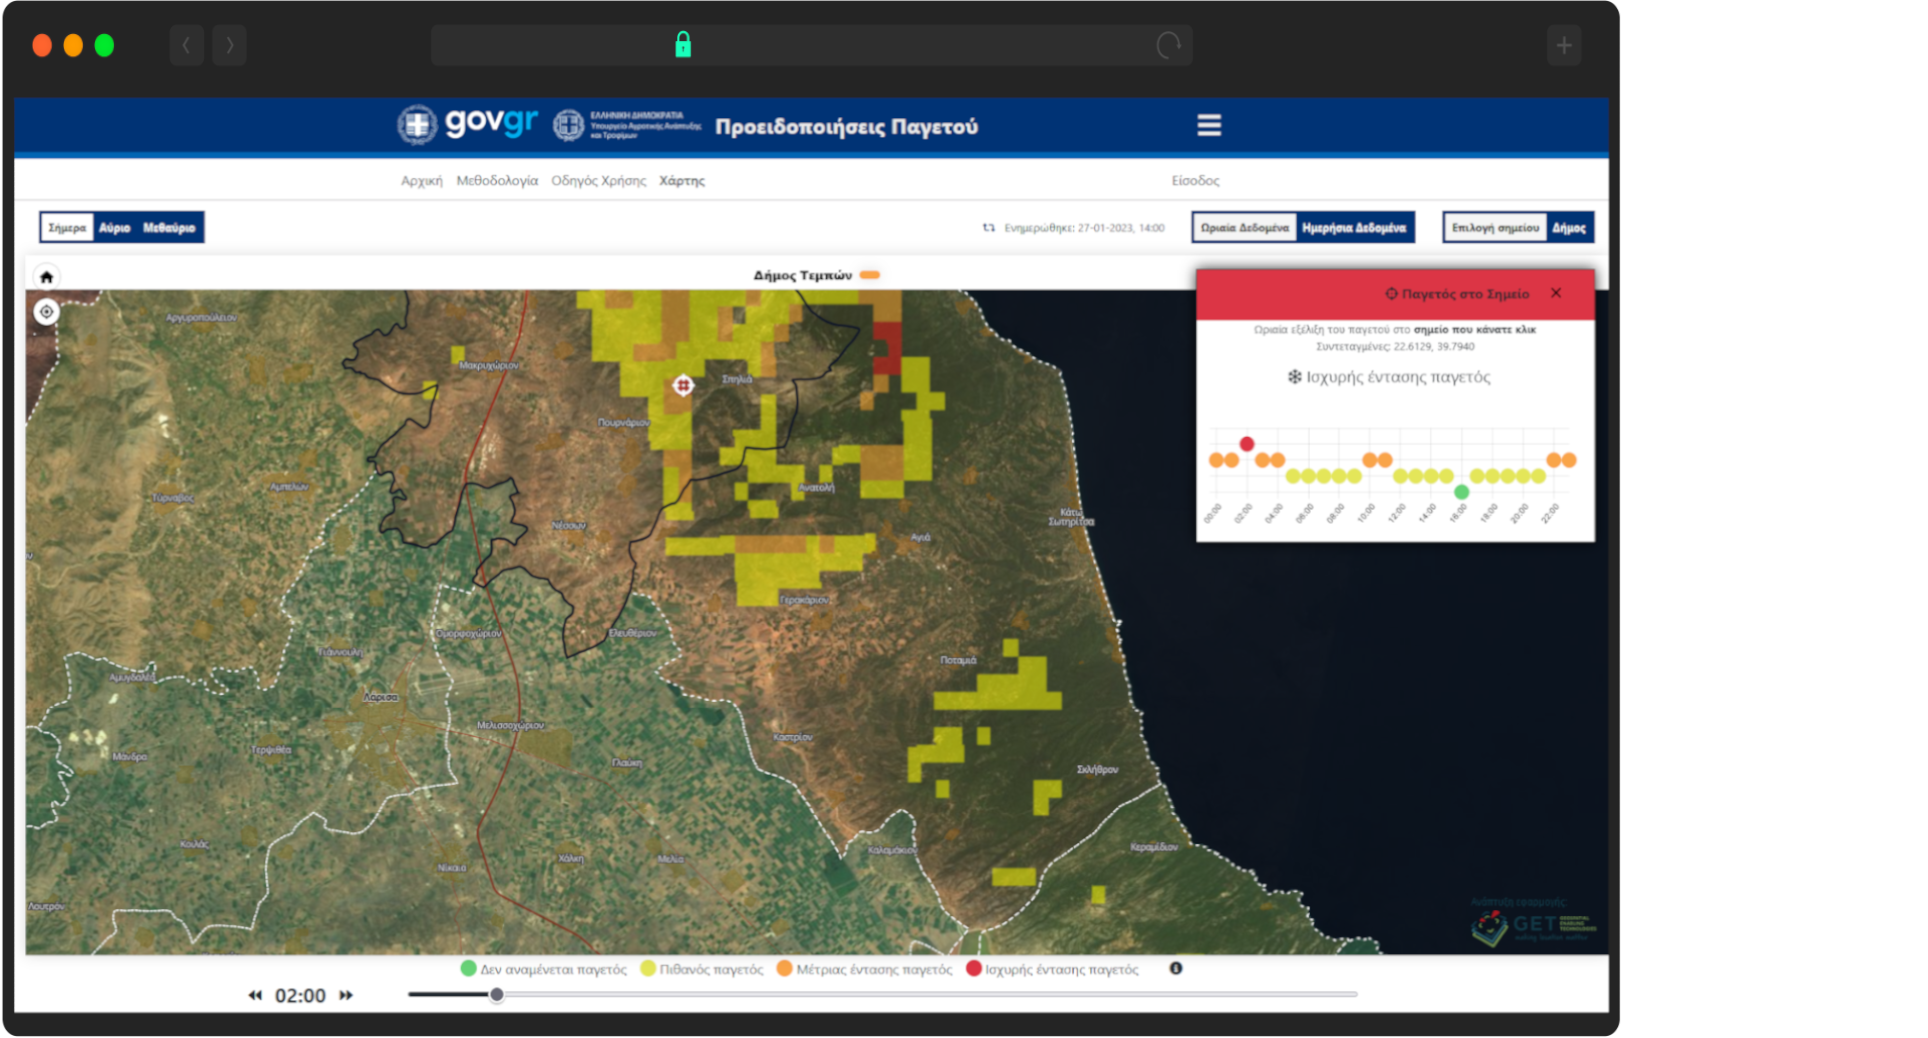 govgr
ΕΛΛΗΝΙΚΗ ΔΗΜΟΚΡΑΤΙΑ
Υπουργείο Αγροτικής Ανάπτυξης
και Τροφίμων
Προειδοποιήσεις Παγετού
Αρχική Μεθοδολογία Οδηγός Χρήσης Χάρτης Είσοδος
Σήμερα Αύριο Μεθαύριο
Ενημερώθηκε: 27-01-2023, 14:00
Ωριαία Δεδομένα Ημερήσια Δεδομένα
Επιλογή σημείου Δήμος
Δήμος Τεμπών
Παγετός στο Σημείο
Ωριαία εξέλιξη του παγετού στο σημείο που κάνατε κλικ
Συντεταγμένες: 22.6129, 39.7940
Ισχυρής έντασης παγετός
00:00 02:00 04:00 06:00 08:00 10:00 12:00 14:00 16:00 18:00 20:00 22:00
Αργυροπούλειον
Μακρυχώριον
Σπηλιά
Πουρνάριον
Αμπελών
Τύρναβος
Ανατολή
Κάτω
Σωτηρίτσα
Νέσσων
Αγιά
Γερακάριον
Ομορφοχώριον
Ελευθέριον
Γιάννουλη
Ποταμιά
Αμυγδαλέα
Λάρισα
Μελισσοχώριον
Καστρίον
Τερψιθέα
Μάνδρα
Γλαύκη
Σκλήθρον
Κουλάς
Καλαμάκιον
Κεραμίδιον
Χάλκη
Μελία
Νίκαια
Λουτρόν
Ανάπτυξη εφαρμογής:
GET
GEOSPATIAL
ENABLING
TECHNOLOGIES
Δεν αναμένεται παγετός Πιθανός παγετός Μέτριας έντασης παγετός Ισχυρής έντασης παγετός
02:00